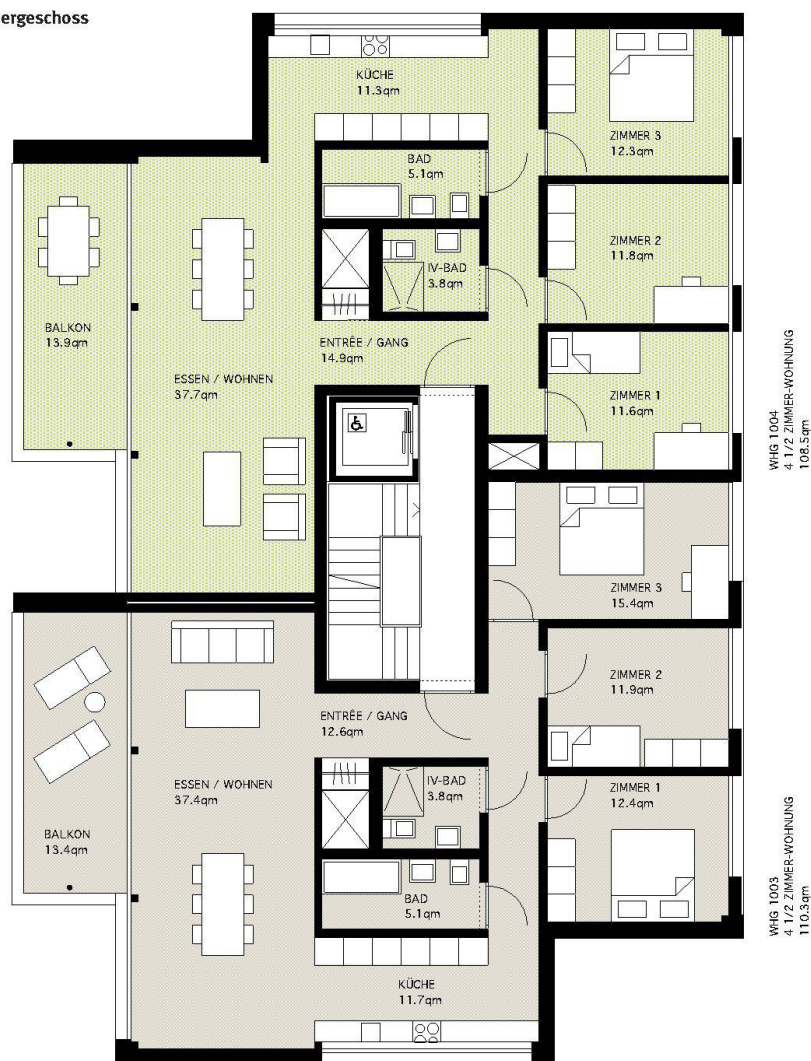 ergeschoss
KÜCHE
11.3qm
ZIMMER 3
12.3qm
BAD
5.1qm
ZIMMER 2
11.8qm
IV-BAD
3.8qm
BALKON
13.9qm
ENTRÊE / GANG
14.9qm
ESSEN / WOHNEN
37.7qm
ZIMMER 1
11.6qm
WHG 1004
4 1/2 ZIMMER-WOHNUNG
108.5qm
ZIMMER 3
15.4qm
ZIMMER 2
11.9qm
ENTRÊE / GANG
12.6qm
ESSEN / WOHNEN
37.4qm
IV-BAD
3.8qm
ZIMMER 1
12.4qm
BALKON
13.4qm
BAD
5.1qm
KÜCHE
11.7qm
WHG 1003
4 1/2 ZIMMER-WOHNUNG
110.3qm